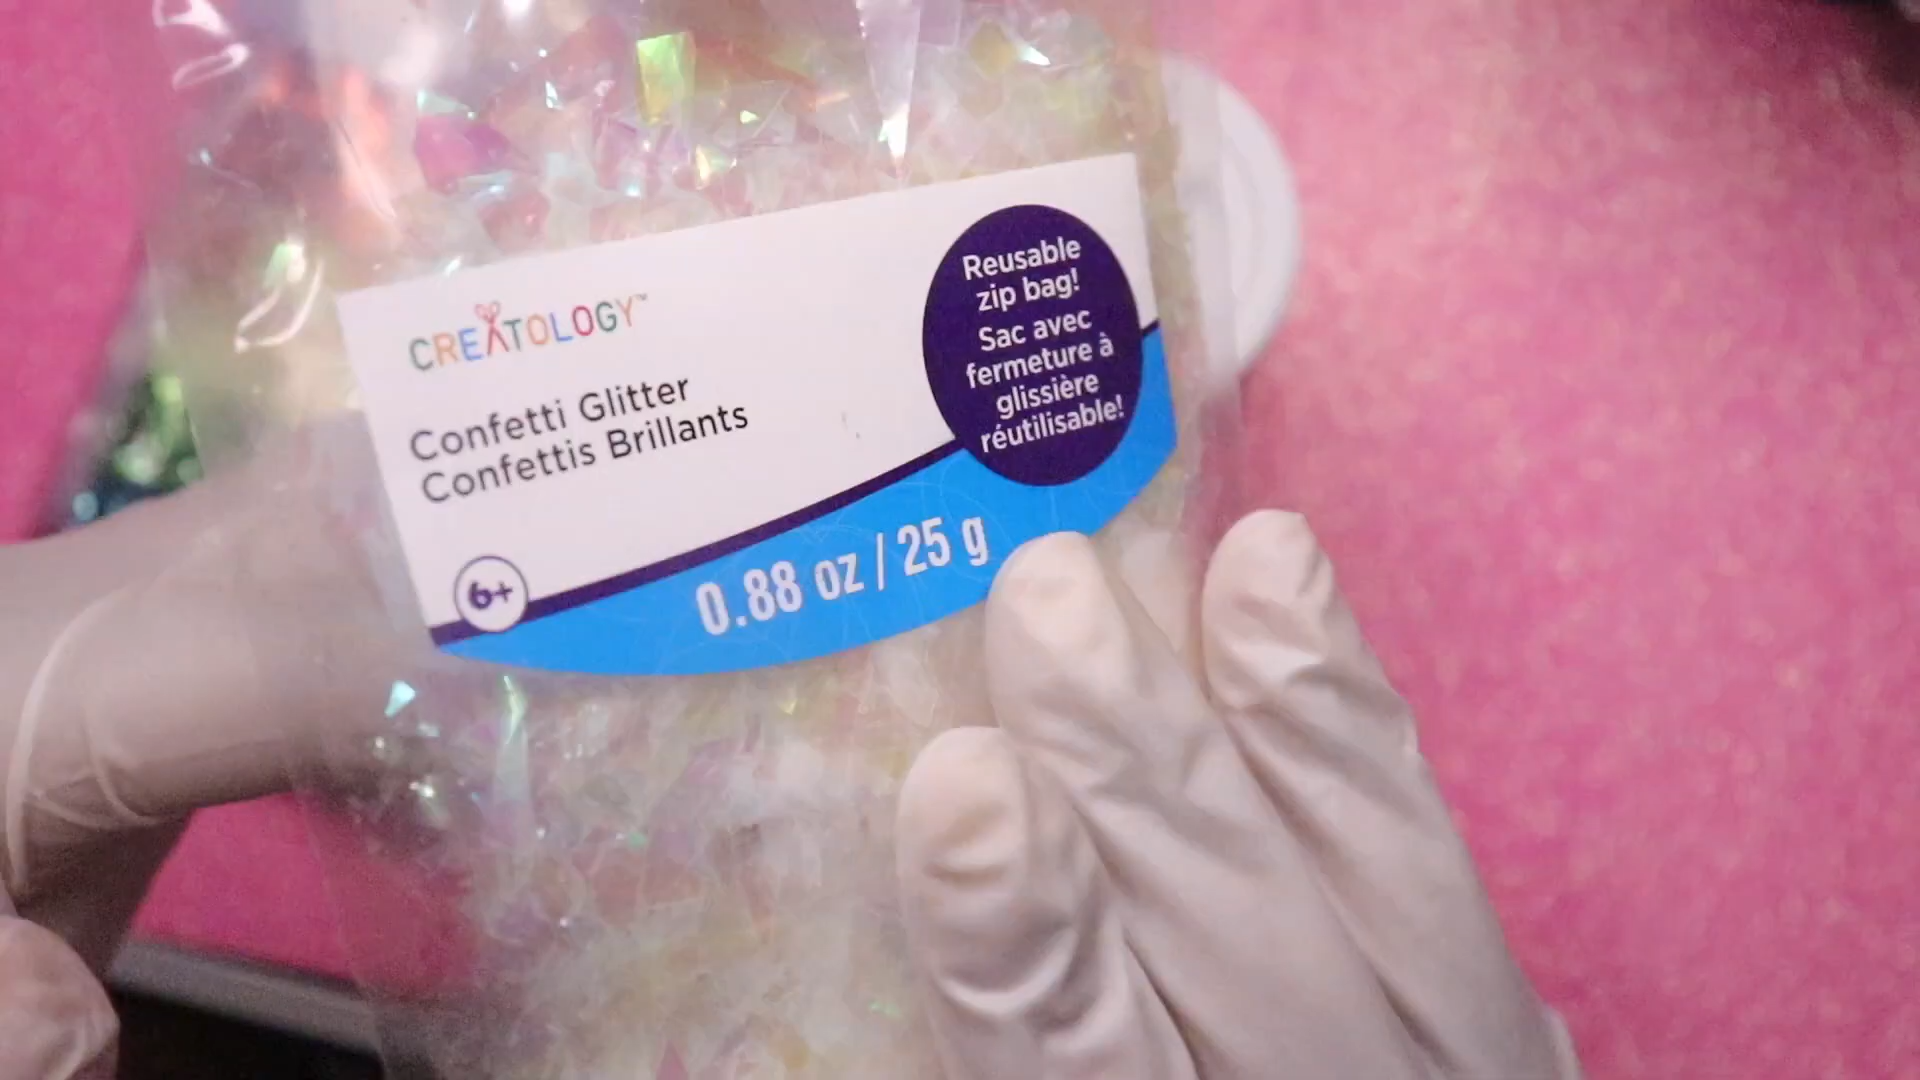 CREATOLOGY™
Confetti Glitter
Confettis Brillants
Reusable
zip bag!
Sac avec
fermeture à
glissière
réutilisable!
6+
0.88 oz / 25 g